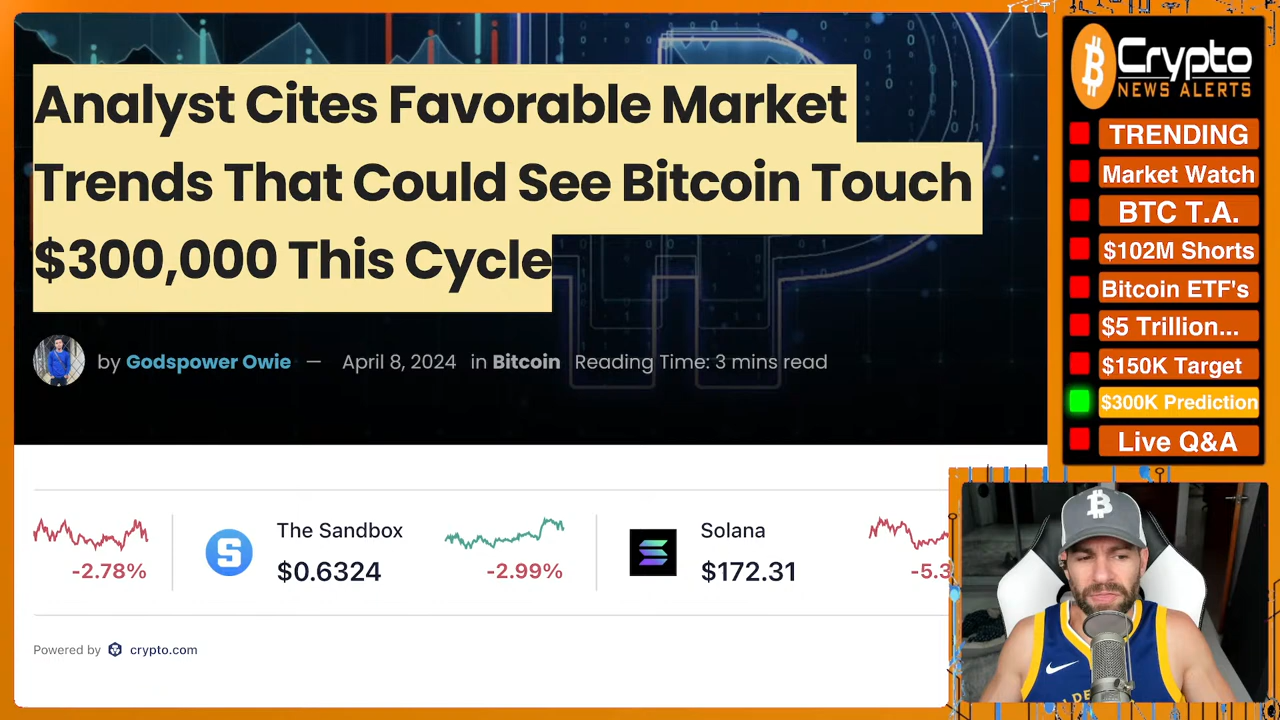 Analyst Cites Favorable Market
Trends That Could See Bitcoin Touch
$300,000 This Cycle
by Godspower Owie — April 8, 2024 in Bitcoin Reading Time: 3 mins read
-2.78%
The Sandbox
$0.6324
-2.99%
Solana
$172.31
Powered by crypto.com
Crypto
NEWS ALERTS
TRENDING
Market Watch
BTC T.A.
$102M Shorts
Bitcoin ETF's
$5 Trillion...
$150K Target
$300K Prediction
Live Q&A